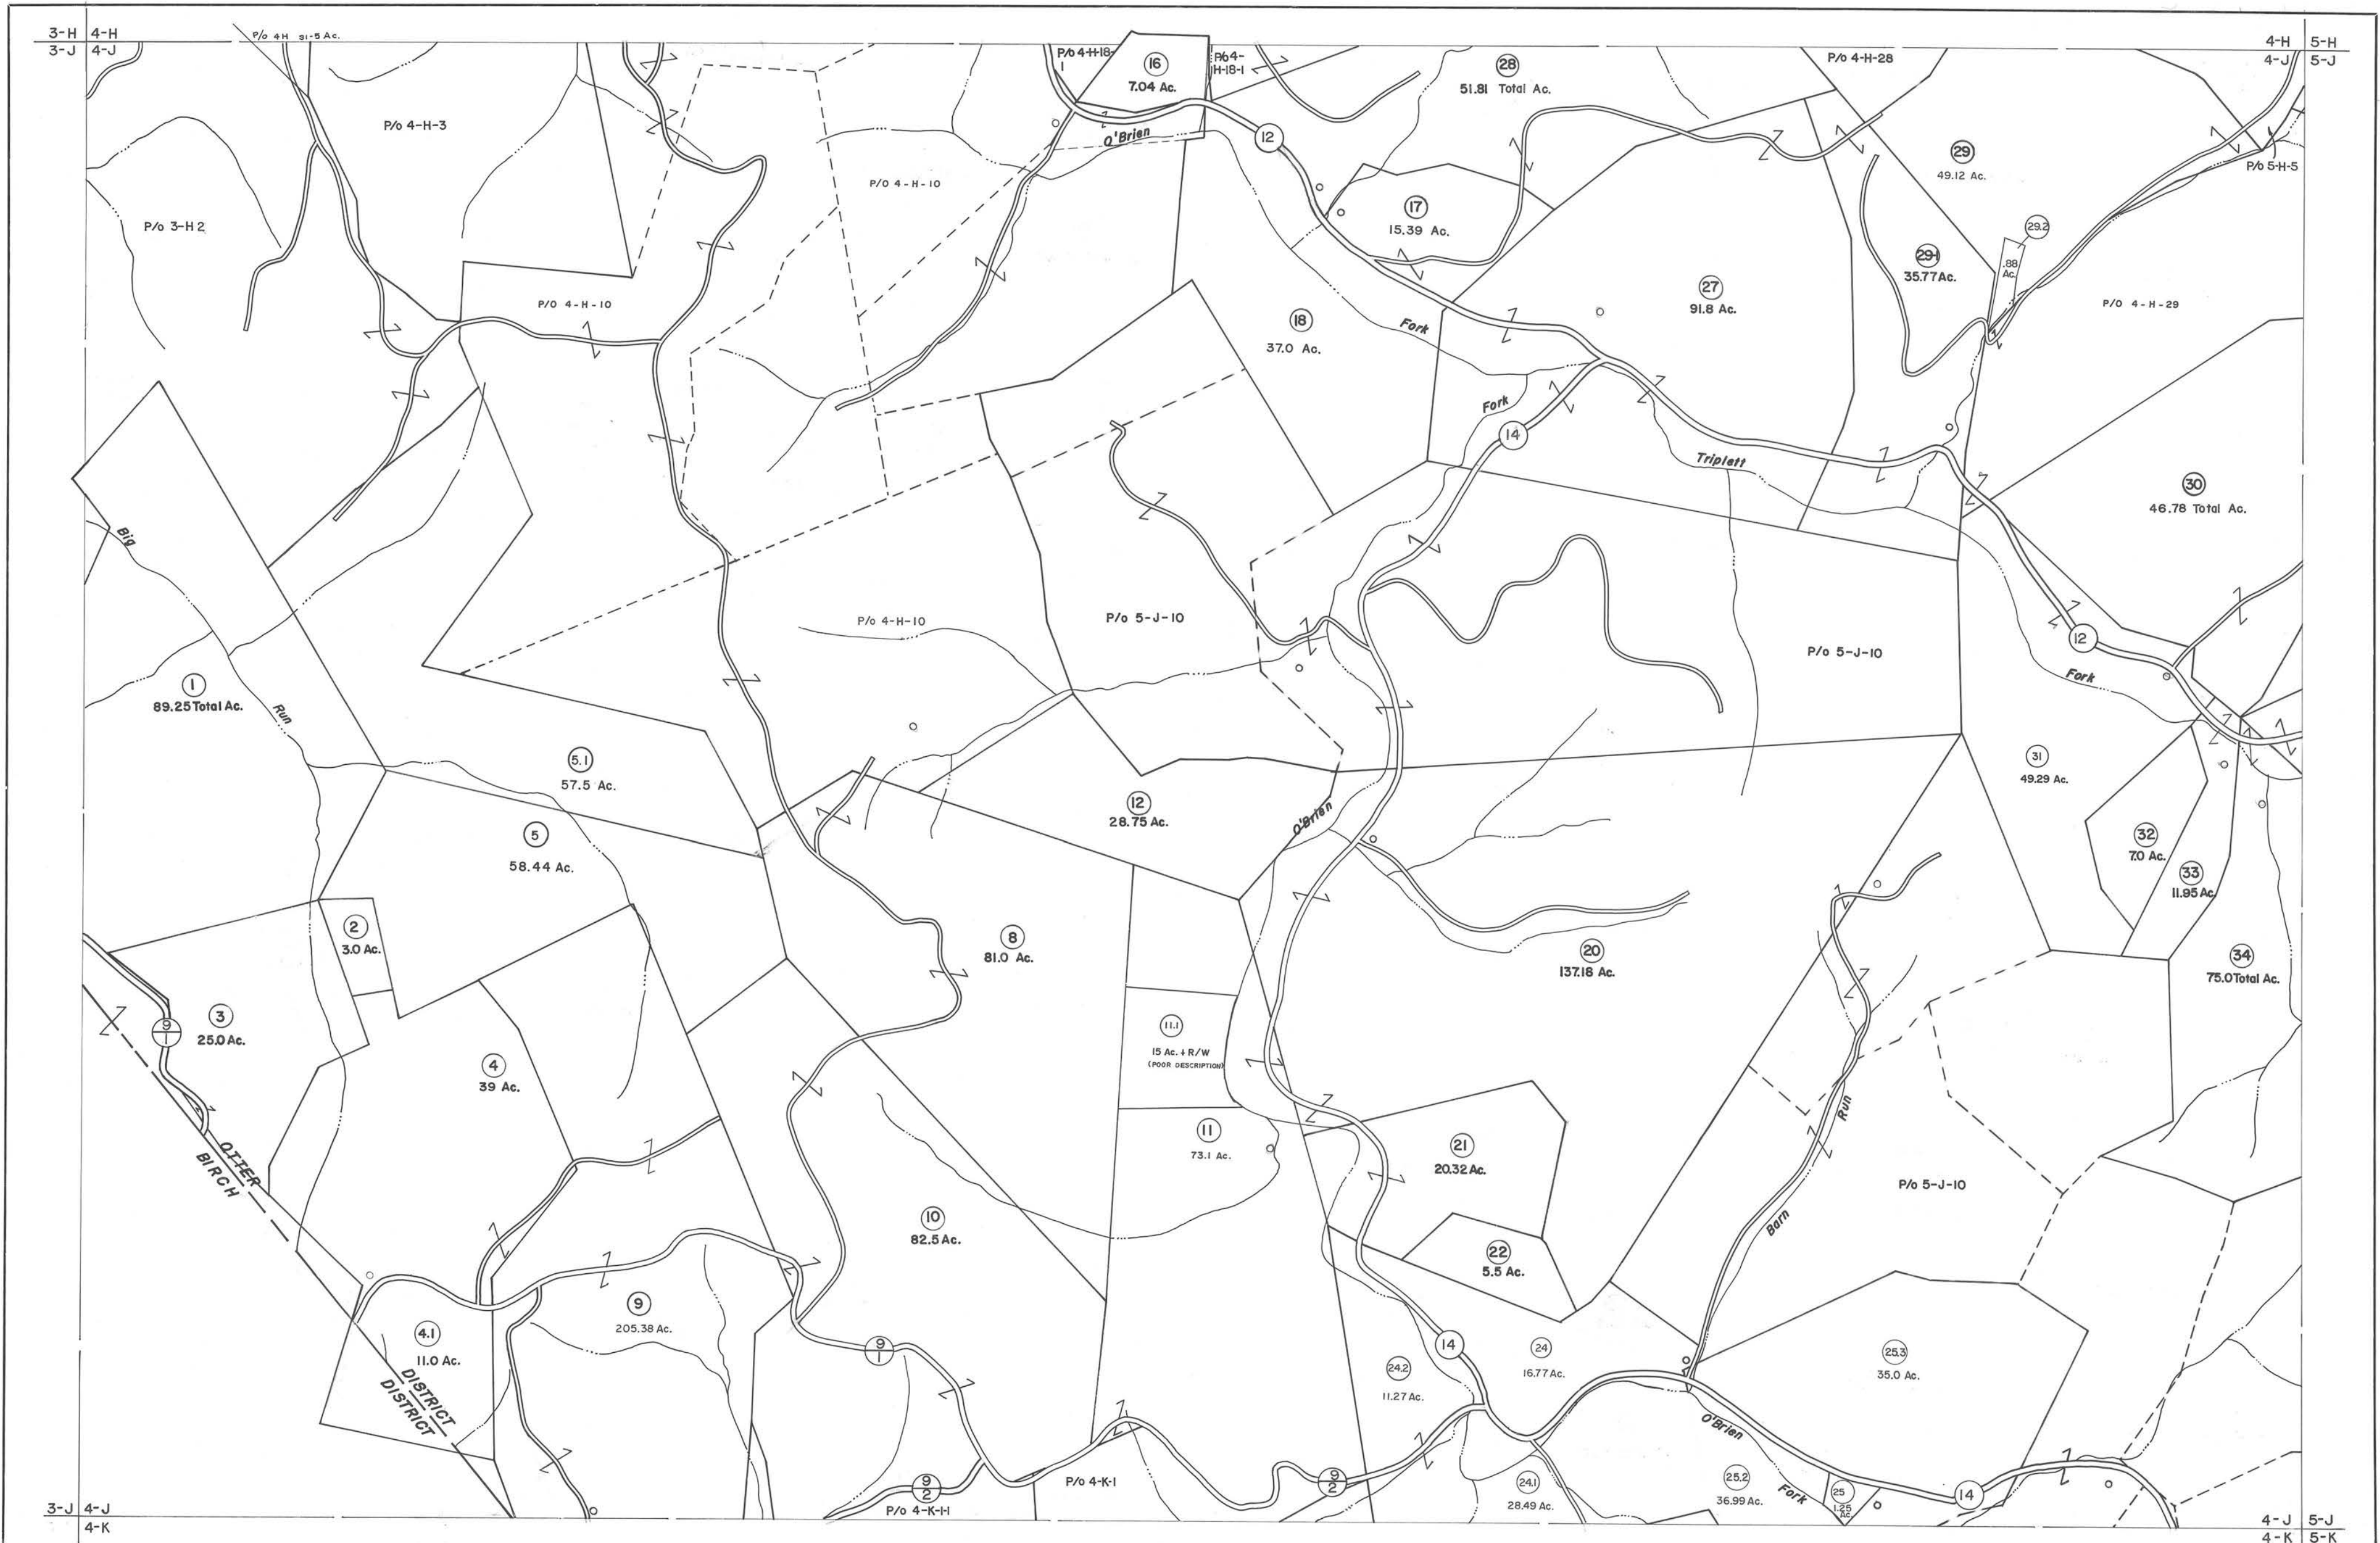 3-H 4-H
3-J 4-J
P/o 4H 31-5 Ac.
P/o 4-H-18-1
16
7.04 Ac.
P/o 4-H-18-1
28
51.81 Total Ac.
P/o 4-H-28
4-H 5-H
4-J 5-J
P/o 4-H-3
O'Brien
12
29
49.12 Ac.
P/o 5-H-5
P/O 4-H-10
P/o 3-H2
17
15.39 Ac.
29.2
.88 Ac.
29-1
35.77 Ac.
P/O 4-H-10
27
91.8 Ac.
P/O 4-H-29
18
37.0 Ac.
Fork
Fork
14
Triplett
30
46.78 Total Ac.
Big
P/o 4-H-10
P/o 5-J-10
P/o 5-J-10
12
Fork
1
89.25 Total Ac.
Run
5.1
57.5 Ac.
31
49.29 Ac.
12
28.75 Ac.
O'Brien
5
58.44 Ac.
32
7.0 Ac.
33
11.95 Ac.
2
3.0 Ac.
8
81.0 Ac.
20
137.18 Ac.
34
75.0 Total Ac.
3
25.0 Ac.
9
1
11.1
15 Ac. + R/W
(POOR DESCRIPTION)
4
39 Ac.
Run
11
73.1 Ac.
21
20.32 Ac.
OTTER
BIRCH
P/o 5-J-10
10
82.5 Ac.
Barn
22
5.5 Ac.
9
205.38 Ac.
4.1
11.0 Ac.
9
1
14
24
16.77 Ac.
25.3
35.0 Ac.
24.2
11.27 Ac.
DISTRICT
DISTRICT
O'Brien
9
2
P/o 4-K-1
9
2
24.1
28.49 Ac.
25.2
36.99 Ac.
Fork
25
1.25 Ac.
14
P/o 4-K-1-1
3-J 4-J
4-K
4-J 5-J
4-K 5-K